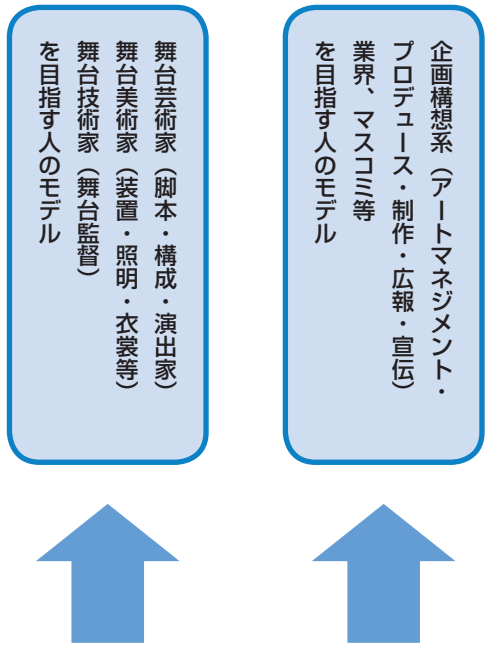 企画構想系（アートマネジメント・
プロデュース・制作・広報・宣伝）
業界、マスコミ等
を目指す人のモデル
舞台芸術家（脚本・構成・演出家）
舞台美術家（装置・照明・衣裳等）
舞台技術家（舞台監督）
を目指す人のモデル